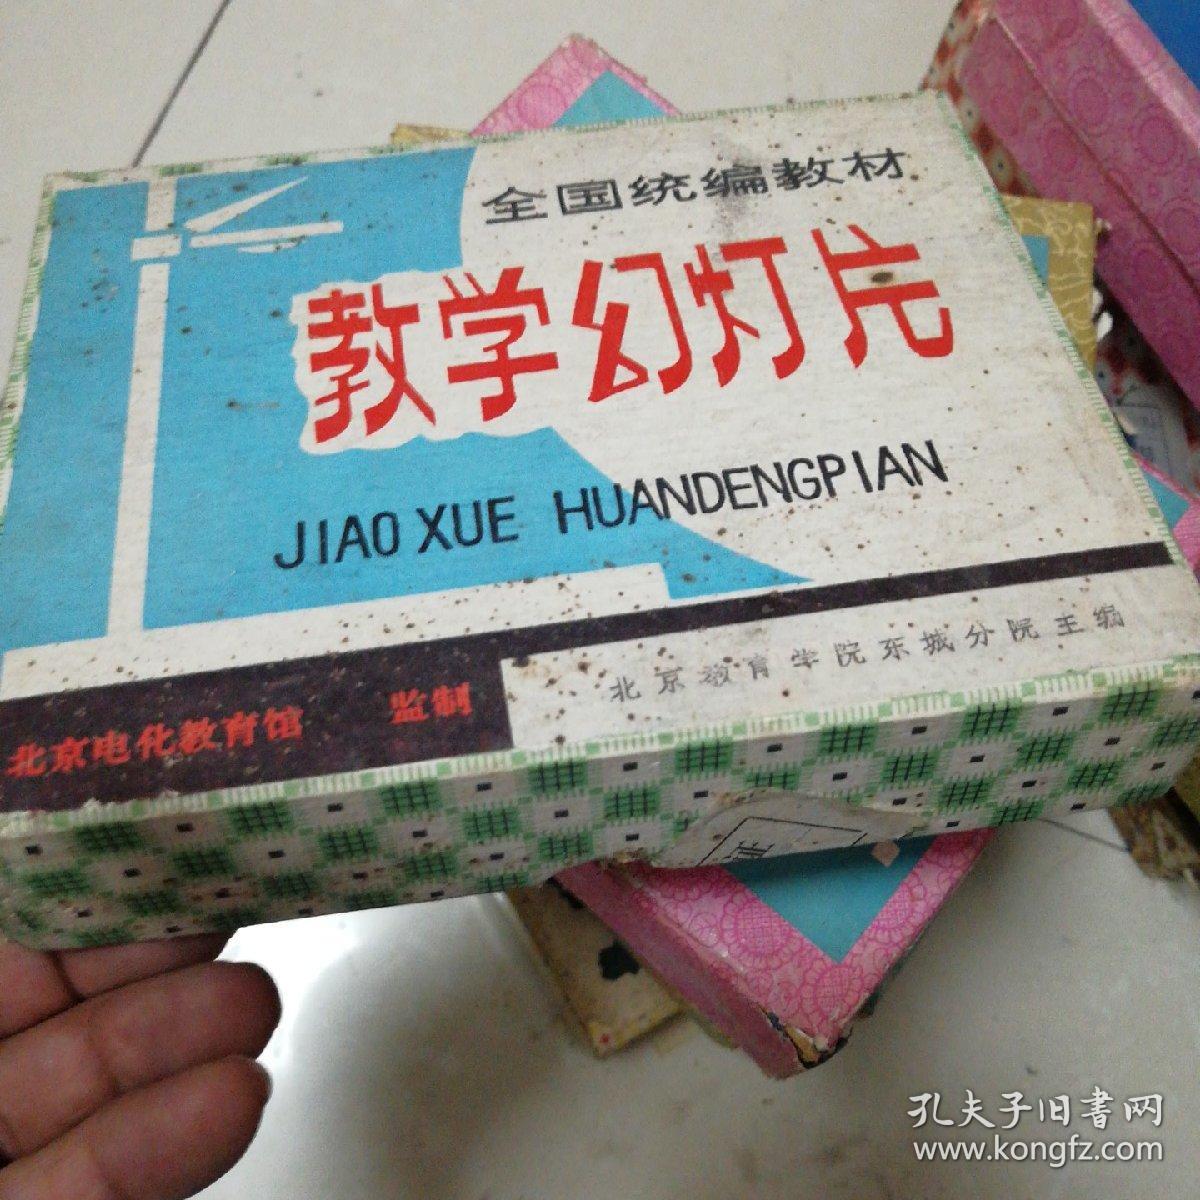 全国统编教材
教学幻灯片
JIAO XUE HUANDENGPIAN
北京教育学院东城分院主编
北京电化教育馆 监制
孔夫子旧書网
www.kongfz.com